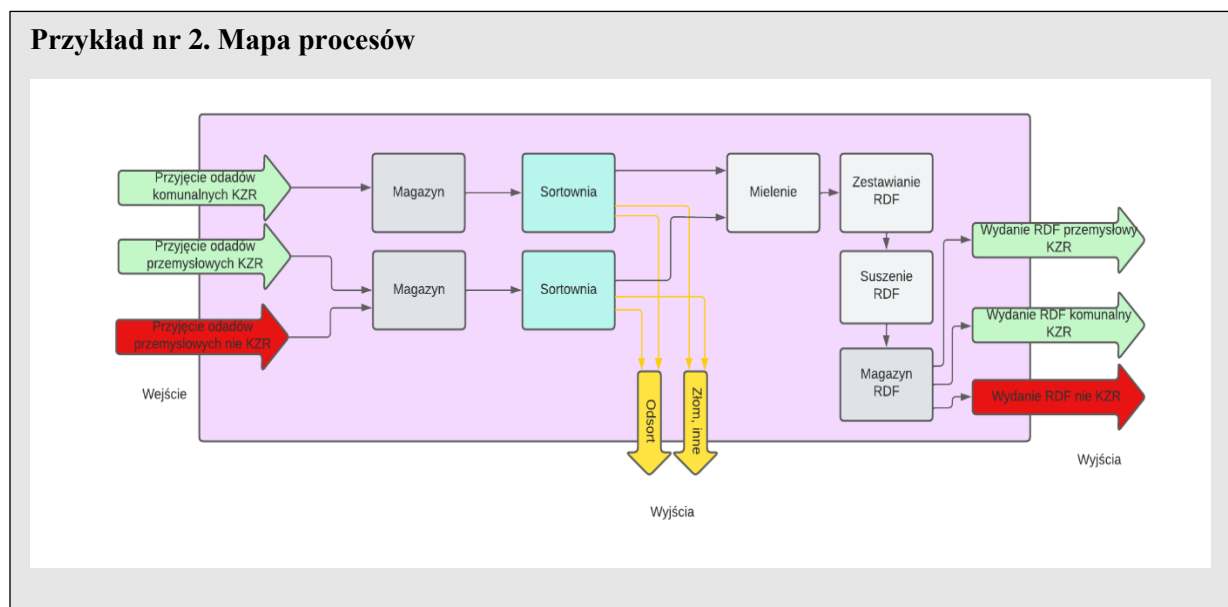 Przykład nr 2. Mapa procesów
Przyjęcie odadów
komunalnych KZR
Przyjęcie odadów
przemysłowych KZR
Przyjęcie odadów
przemyslowych nie KZR
Wejście
Magazyn
Sortownia
Magazyn
Sortownia
Mielenie
Zestawianie
RDF
Suszenie
RDF
Magazyn
RDF
Odsort
Złom, inne
Wyjścia
Wydanie RDF przemysłowy
KZR
Wydanie RDF komunalny
KZR
Wydanie RDF nie KZR
Wyjścia